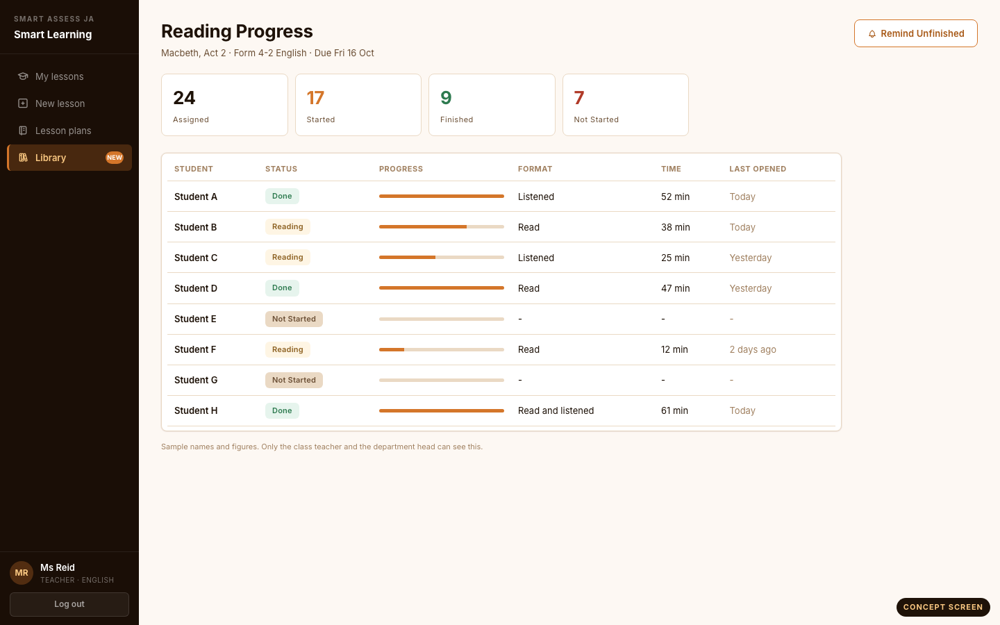 SMART ASSESS JA
Smart Learning
My lessons
New lesson
Lesson plans
Library NEW
MR Ms Reid
TEACHER · ENGLISH
Log out
Reading Progress
Macbeth, Act 2 · Form 4-2 English · Due Fri 16 Oct
Remind Unfinished
24 17 9 7
Assigned Started Finished Not Started
STUDENT STATUS PROGRESS FORMAT TIME LAST OPENED
Student A Done Listened 52 min Today
Student B Reading Read 38 min Today
Student C Reading Listened 25 min Yesterday
Student D Done Read 47 min Yesterday
Student E Not Started - - -
Student F Reading Read 12 min 2 days ago
Student G Not Started - - -
Student H Done Read and listened 61 min Today
Sample names and figures. Only the class teacher and the department head can see this.
CONCEPT SCREEN